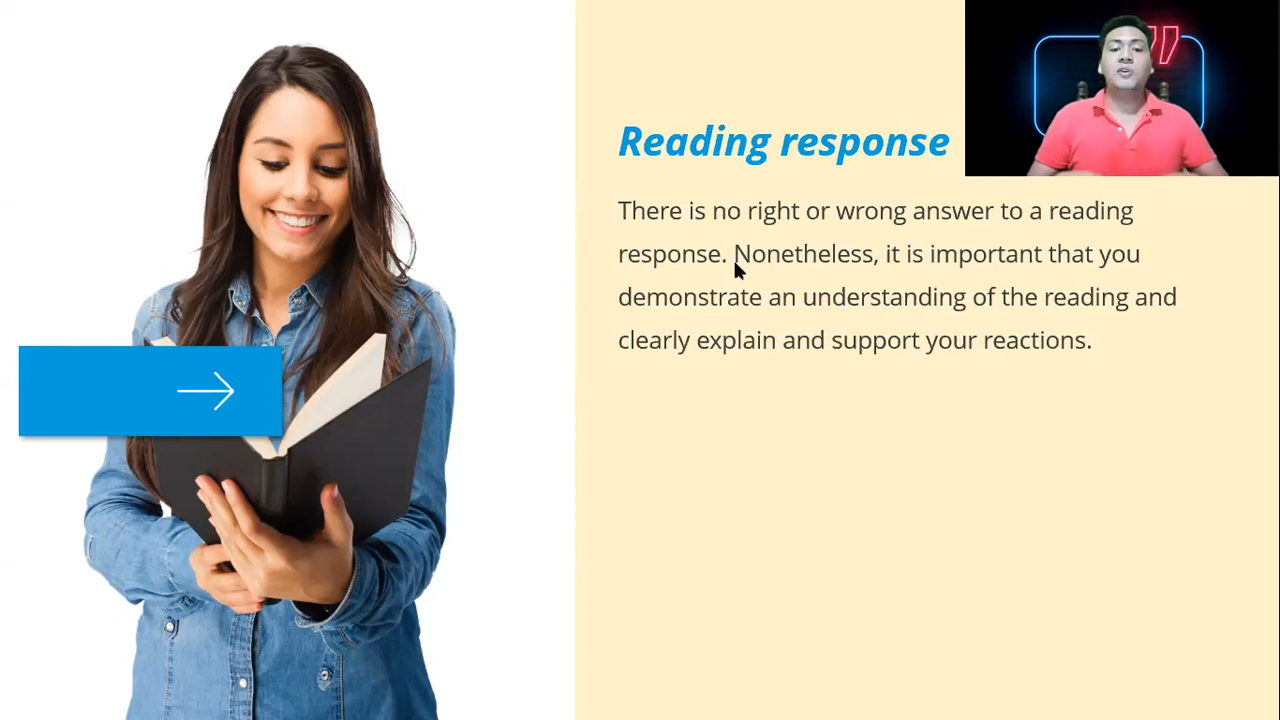 Reading response
There is no right or wrong answer to a reading
response. Nonetheless, it is important that you
demonstrate an understanding of the reading and
clearly explain and support your reactions.